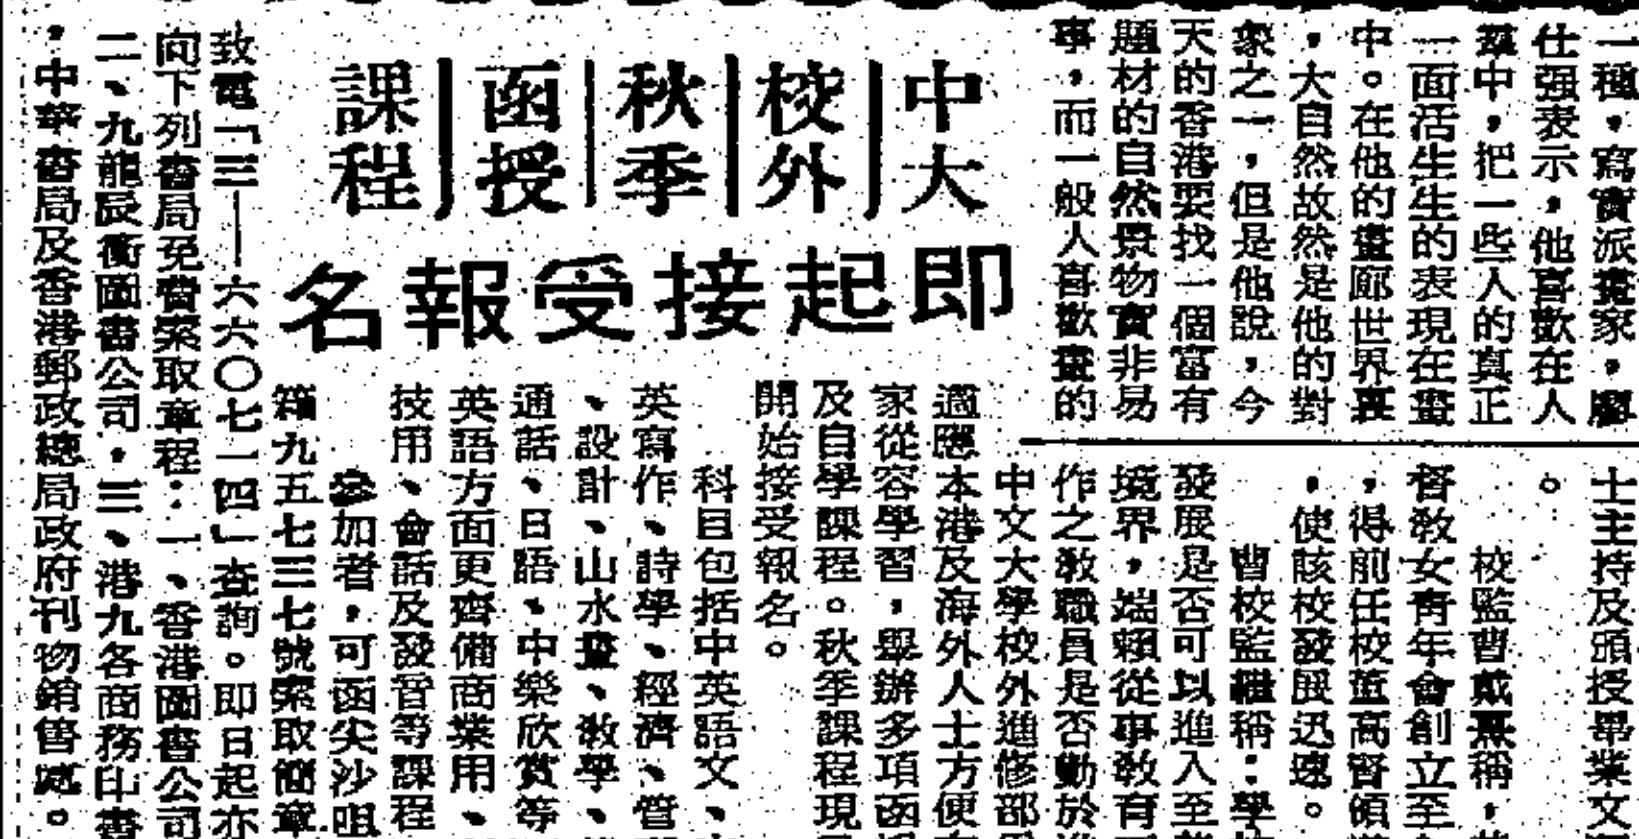 一種，寫實派畫家，
仕强表示，他喜歡在人
羣中，把一些人的真正
一面活生生的表現在畫
中。在他的畫廊世界裏
，大自然故然是他的對
象之一，但是他說，今
天的香港要找一個富有
題材的自然景物實非易
事，而一般人喜歡畫的
士主持及頒授畢業文
。
校監曹戴熹稱，
督敎女青年會創立至
，得前任校董高腎領
，使該校發展迅速。
曹校監繼稱：學
發展是否可以進入至
境界，端賴從事敎育
作之敎職員是否勤於
中大
校外
秋季
函授
課程
即起接受報名
中文大學校外進修部
適應本港及海外人士方便
家從容學習，舉辦多項函
及自學課程。秋季課程現
開始接受報名。
科目包括中英語文、
英寫作、詩學、經濟、管
、設計、山水畫、敎學、
通話、日語、中樂欣賞等
英語方面更齊備商業用、
技用、會話及發音等課程
參加者，可函尖沙咀
箱九五七三七號索取簡章
致電「三——六六〇七一四」查詢。即日起亦
向下列書局免費索取章程：一、香港圖書公司
二、九龍辰衝圖書公司，三、港九各商務印書
，中華書局及香港郵政總局政府刊物銷售處。